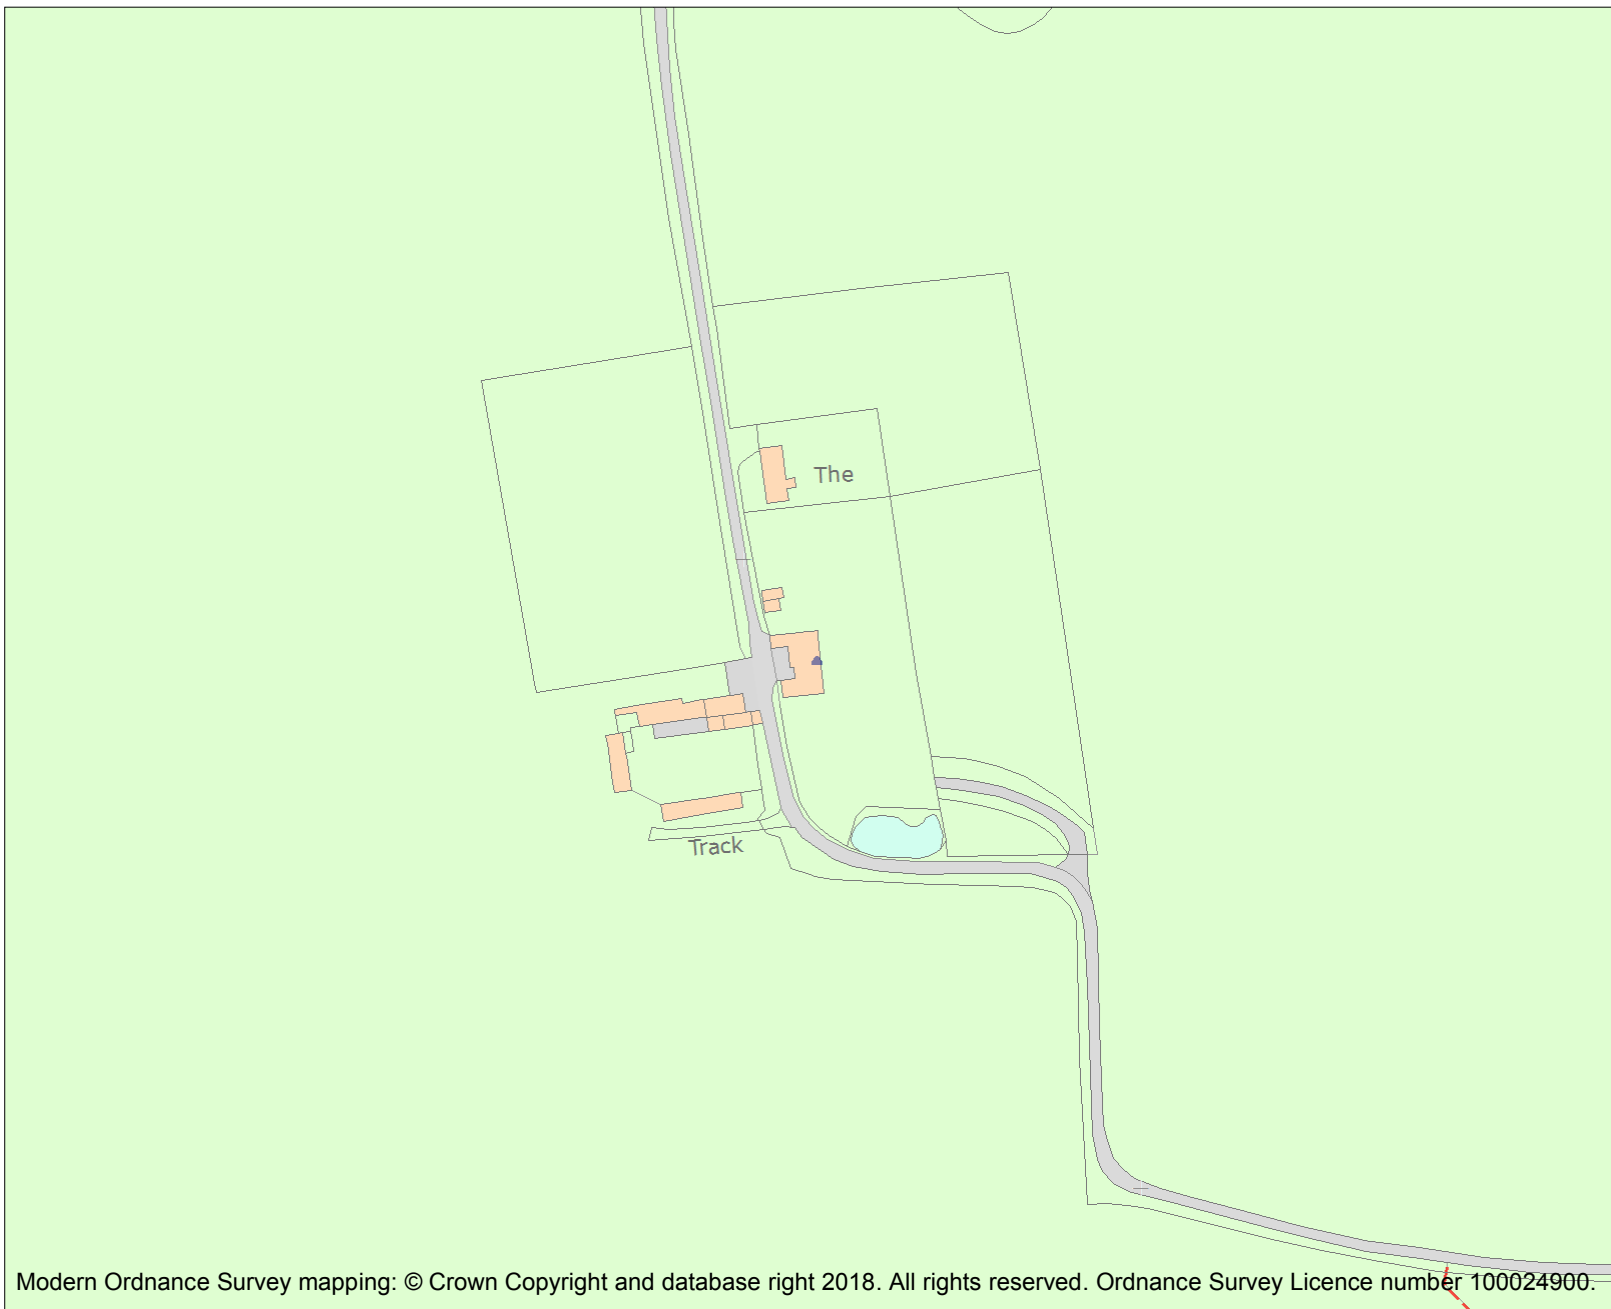 The
Track
Modern Ordnance Survey mapping: © Crown Copyright and database right 2018. All rights reserved. Ordnance Survey Licence number 100024900.